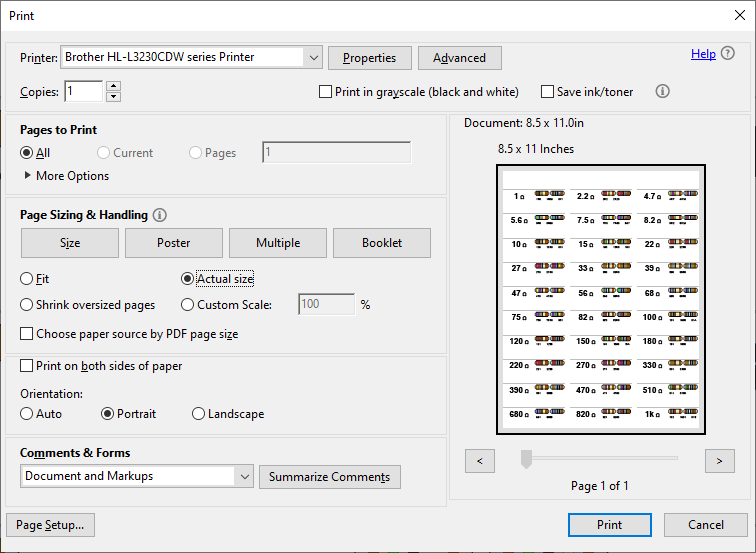 Print
Printer: Brother HL-L3230CDW series Printer Properties Advanced Help
Copies: 1 Print in grayscale (black and white) Save ink/toner
Pages to Print
All Current Pages 1
More Options
Page Sizing & Handling
Size Poster Multiple Booklet
Fit Actual size
Shrink oversized pages Custom Scale: 100 %
Choose paper source by PDF page size
Print on both sides of paper
Orientation:
Auto Portrait Landscape
Comments & Forms
Document and Markups Summarize Comments
Page Setup...
Document: 8.5 x 11.0in
8.5 x 11 Inches
1 Ω 2.2 Ω 4.7 Ω
5.6 Ω 7.5 Ω 8.2 Ω
10 Ω 15 Ω 22 Ω
27 Ω 33 Ω 39 Ω
47 Ω 56 Ω 68 Ω
75 Ω 82 Ω 100 Ω
120 Ω 150 Ω 180 Ω
220 Ω 270 Ω 330 Ω
390 Ω 470 Ω 510 Ω
680 Ω 820 Ω 1k Ω
< >
Page 1 of 1
Print Cancel